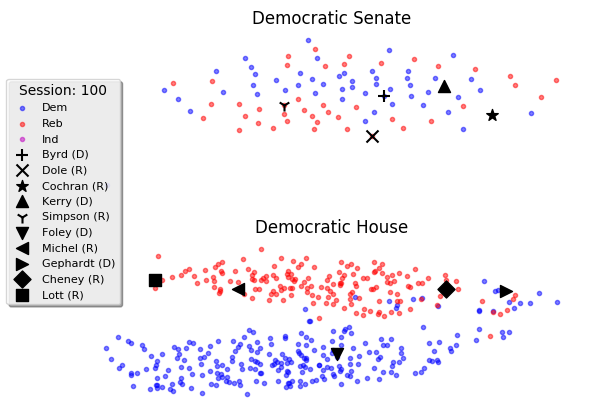 Democratic Senate
Session: 100
Dem
Reb
Ind
Byrd (D)
Dole (R)
Cochran (R)
Kerry (D)
Simpson (R)
Foley (D)
Michel (R)
Gephardt (D)
Cheney (R)
Lott (R)
Democratic House